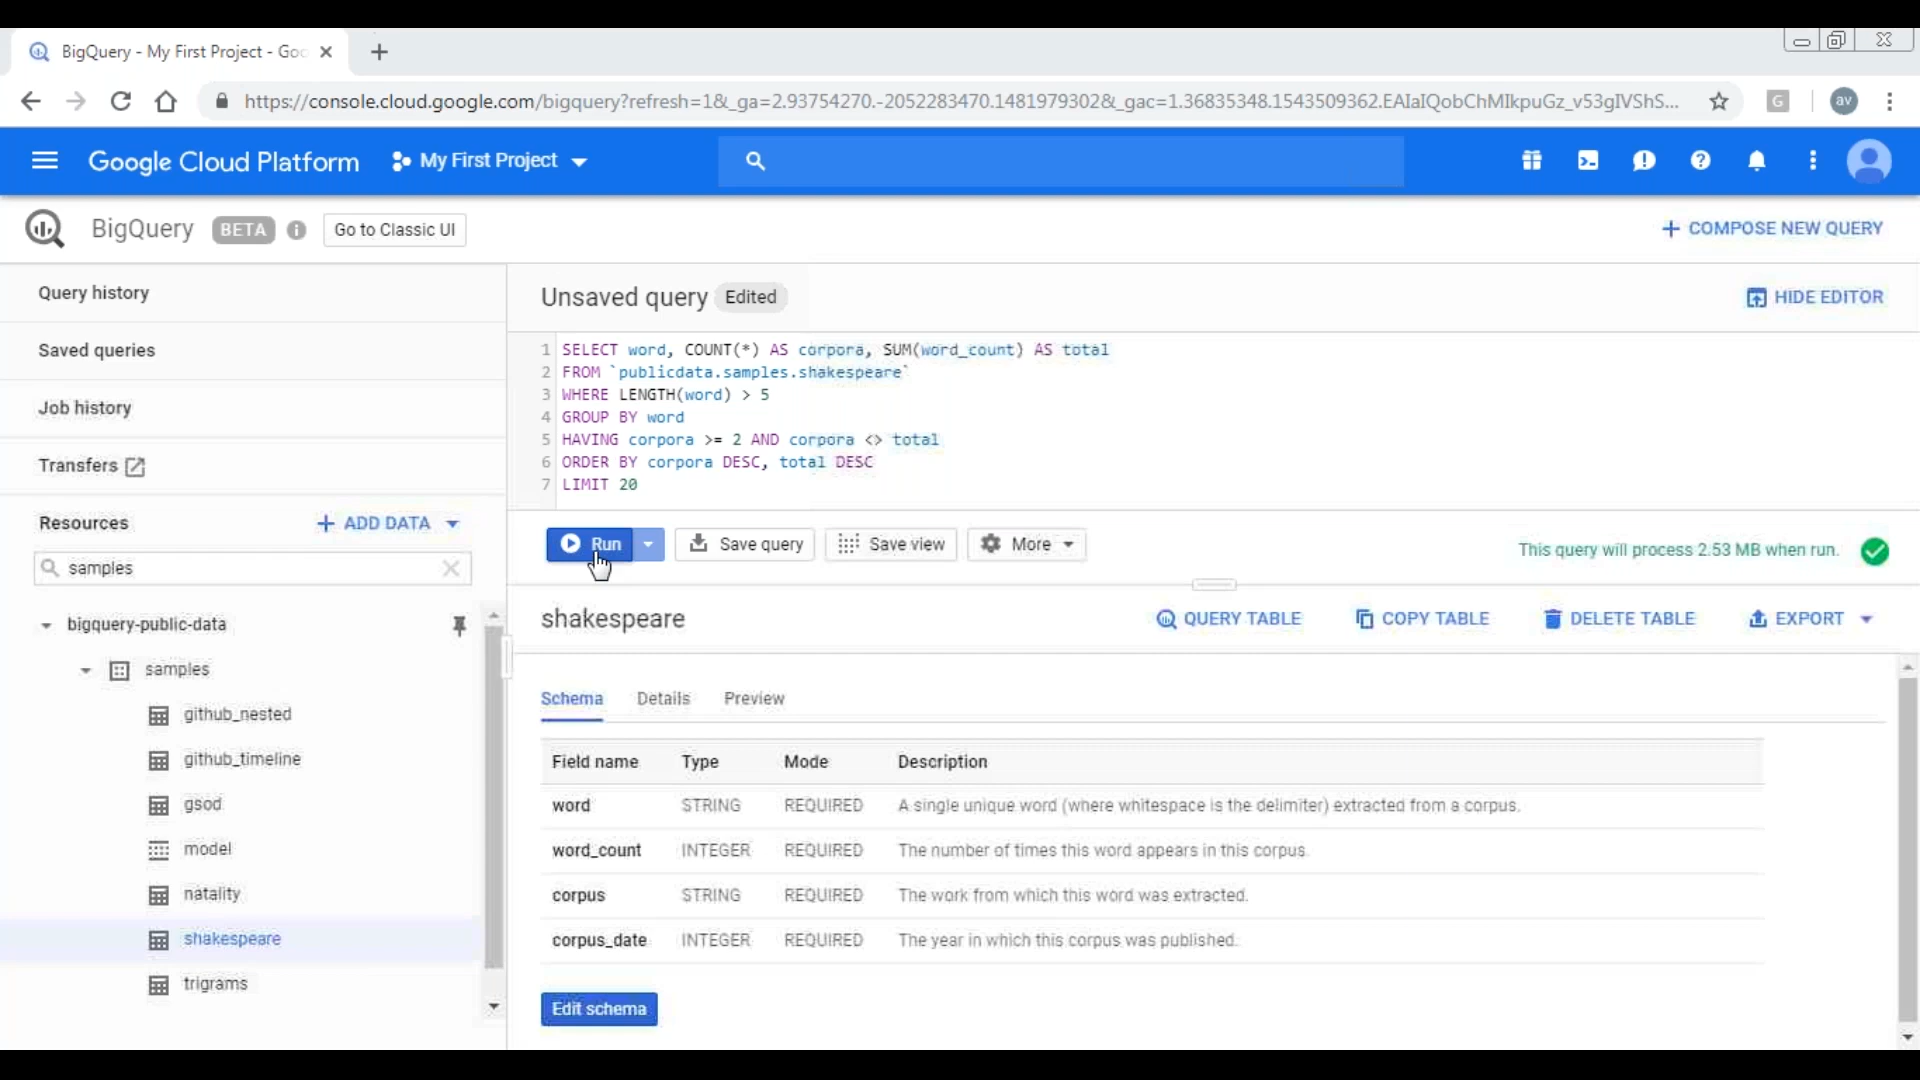 BigQuery - My First Project - Goo
https://console.cloud.google.com/bigquery?refresh=1&_ga=2.93754270.-2052283470.1481979302&_gac=1.36835348.1543509362.EAIaIQobChMIkpuGz_v53gIVShS...
G
av
Google Cloud Platform
My First Project
BigQuery BETA Go to Classic UI
COMPOSE NEW QUERY
Query history
Saved queries
Job history
Transfers
Resources
ADD DATA
samples
bigquery-public-data
samples
github_nested
github_timeline
gsod
model
natality
shakespeare
trigrams
Unsaved query Edited
HIDE EDITOR
1 SELECT word, COUNT(*) AS corpora, SUM(word_count) AS total
2 FROM `publicdata.samples.shakespeare`
3 WHERE LENGTH(word) > 5
4 GROUP BY word
5 HAVING corpora >= 2 AND corpora <> total
6 ORDER BY corpora DESC, total DESC
7 LIMIT 20
Run
Save query
Save view
More
This query will process 2.53 MB when run.
shakespeare
QUERY TABLE
COPY TABLE
DELETE TABLE
EXPORT
Schema Details Preview
Field name Type Mode Description
word STRING REQUIRED A single unique word (where whitespace is the delimiter) extracted from a corpus.
word_count INTEGER REQUIRED The number of times this word appears in this corpus.
corpus STRING REQUIRED The work from which this word was extracted.
corpus_date INTEGER REQUIRED The year in which this corpus was published.
Edit schema